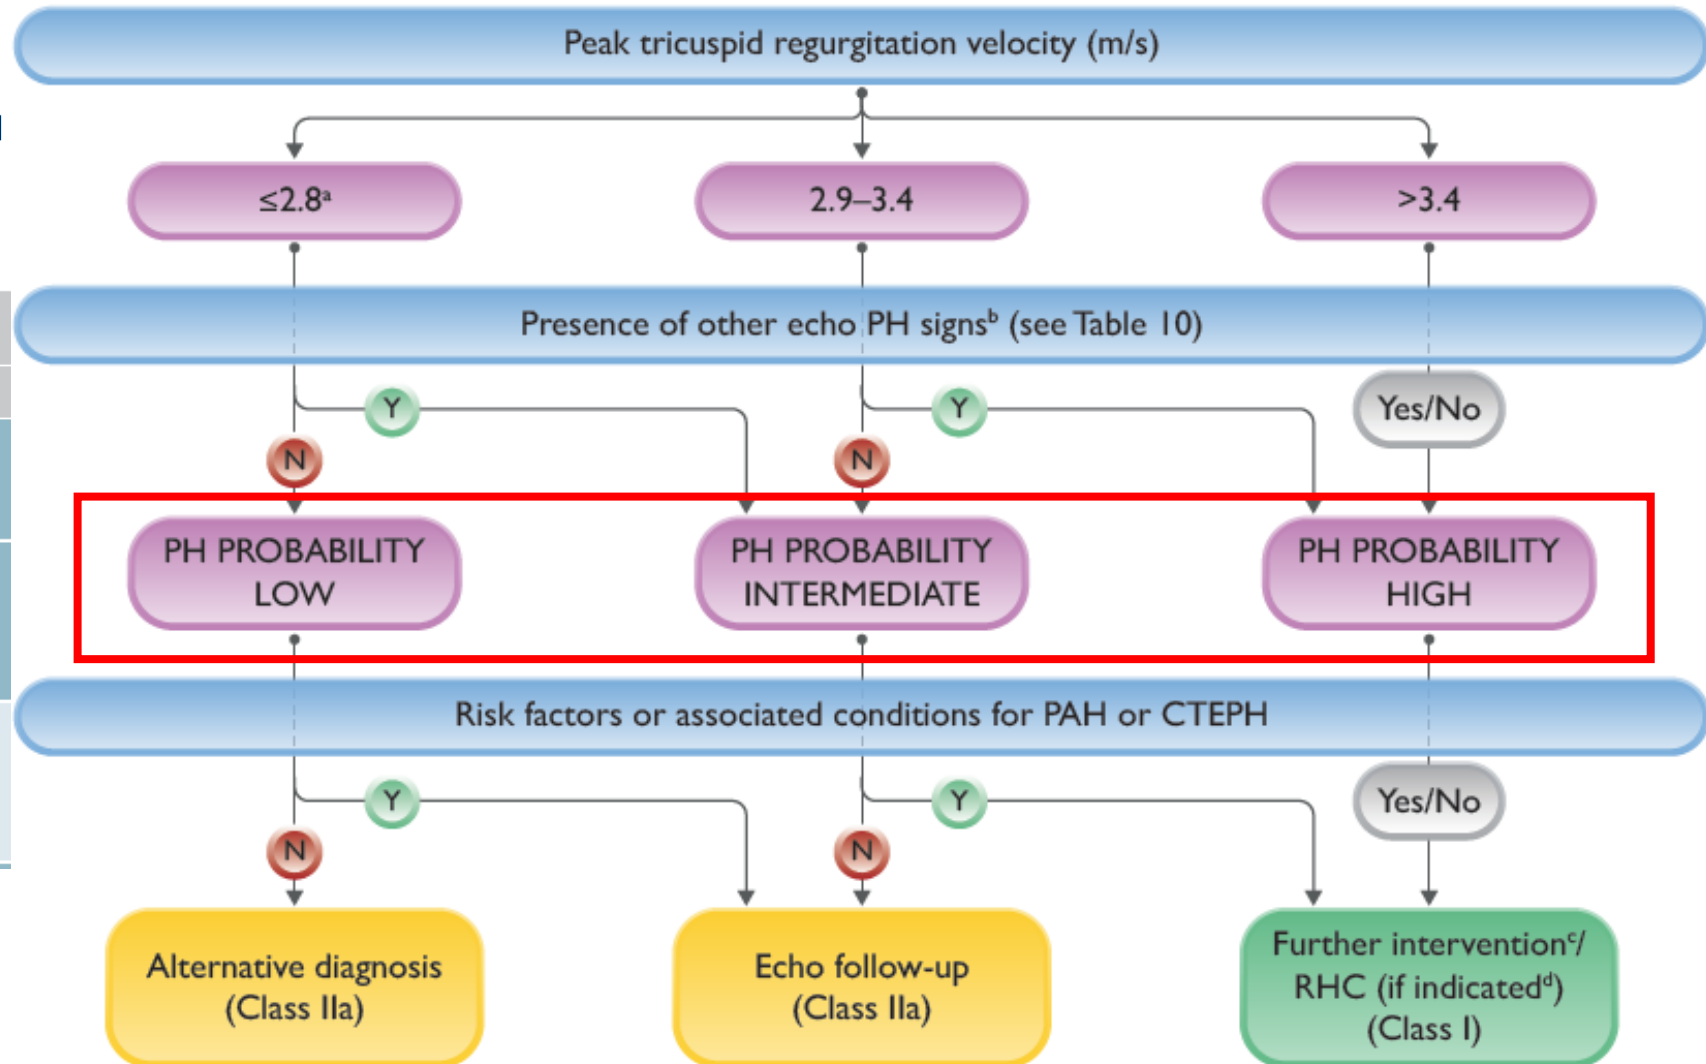 Peak tricuspid regurgitation velocity (m/s)
≤2.8ᵃ
2.9–3.4
>3.4
Presence of other echo PH signsᵇ (see Table 10)
Y
Y
Yes/No
N
N
PH PROBABILITY
LOW
PH PROBABILITY
INTERMEDIATE
PH PROBABILITY
HIGH
Risk factors or associated conditions for PAH or CTEPH
Y
Y
Yes/No
N
N
Alternative diagnosis
(Class IIa)
Echo follow-up
(Class IIa)
Further interventionᶜ/
RHC (if indicatedᵈ)
(Class I)